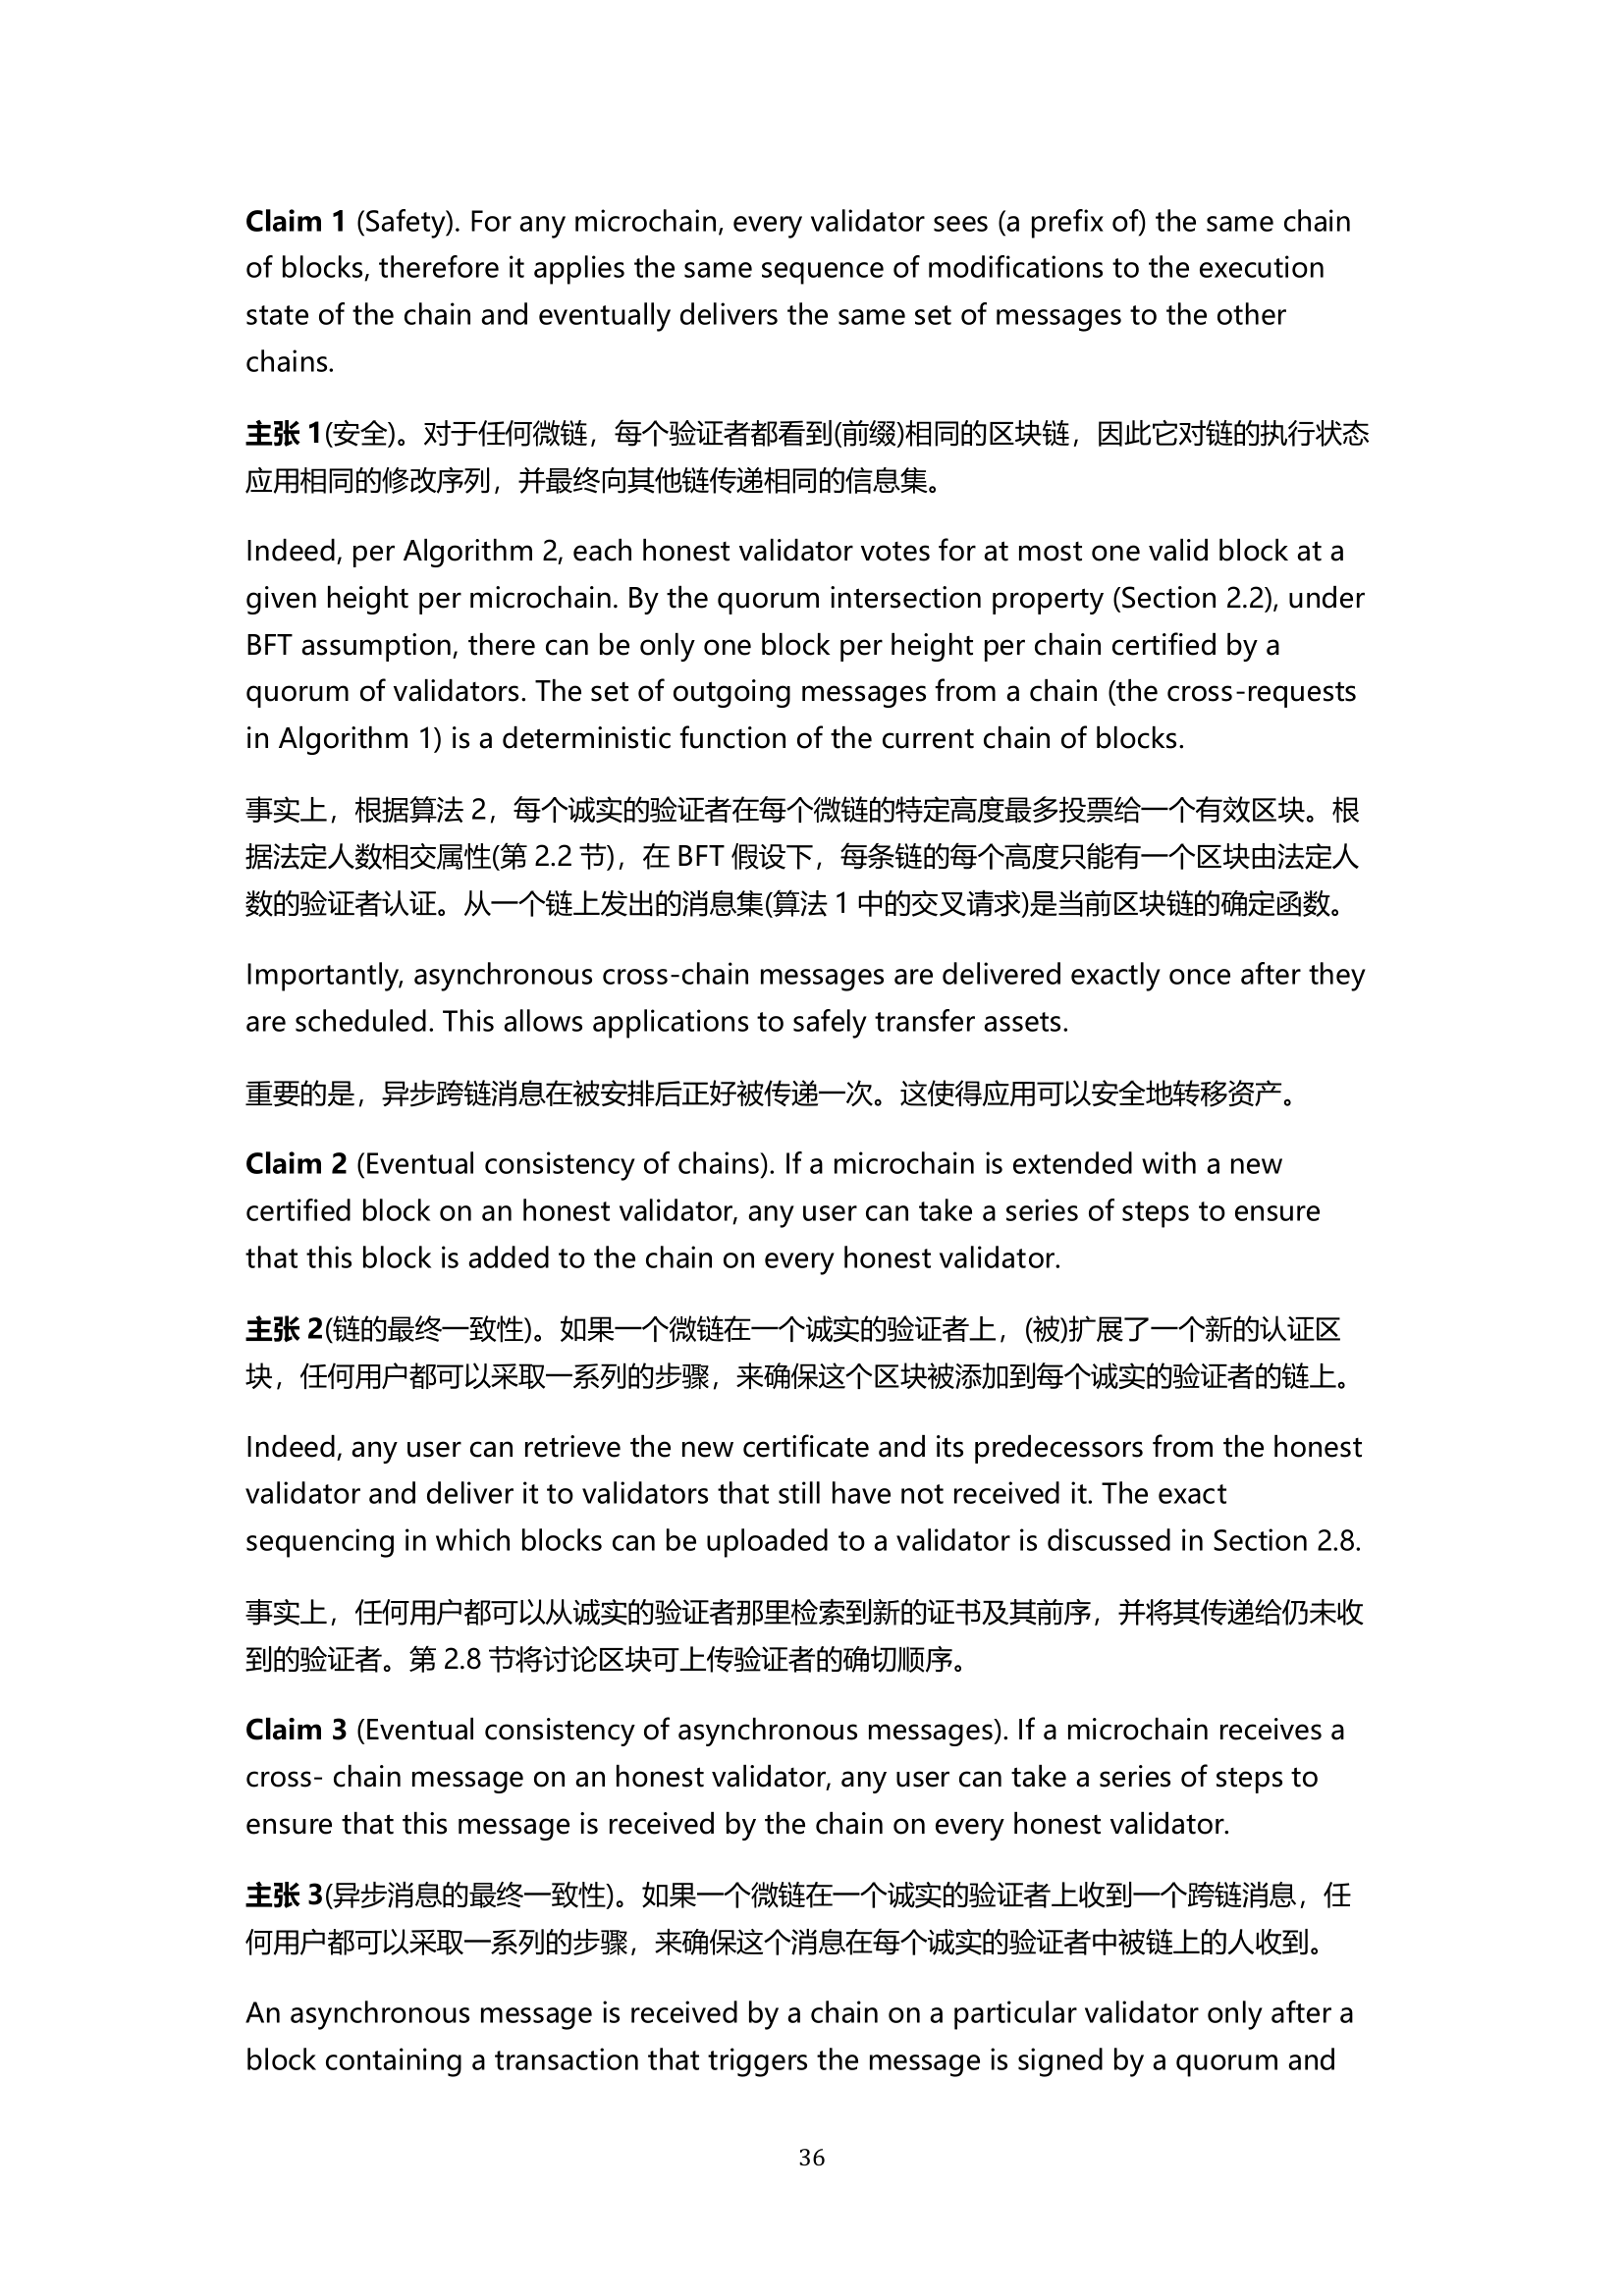 Claim 1 (Safety). For any microchain, every validator sees (a prefix of) the same chain
of blocks, therefore it applies the same sequence of modifications to the execution
state of the chain and eventually delivers the same set of messages to the other
chains.
主张 1(安全)。对于任何微链，每个验证者都看到(前缀)相同的区块链，因此它对链的执行状态
应用相同的修改序列，并最终向其他链传递相同的信息集。
Indeed, per Algorithm 2, each honest validator votes for at most one valid block at a
given height per microchain. By the quorum intersection property (Section 2.2), under
BFT assumption, there can be only one block per height per chain certified by a
quorum of validators. The set of outgoing messages from a chain (the cross-requests
in Algorithm 1) is a deterministic function of the current chain of blocks.
事实上，根据算法 2，每个诚实的验证者在每个微链的特定高度最多投票给一个有效区块。根
据法定人数相交属性(第 2.2 节)，在 BFT 假设下，每条链的每个高度只能有一个区块由法定人
数的验证者认证。从一个链上发出的消息集(算法 1 中的交叉请求)是当前区块链的确定函数。
Importantly, asynchronous cross-chain messages are delivered exactly once after they
are scheduled. This allows applications to safely transfer assets.
重要的是，异步跨链消息在被安排后正好被传递一次。这使得应用可以安全地转移资产。
Claim 2 (Eventual consistency of chains). If a microchain is extended with a new
certified block on an honest validator, any user can take a series of steps to ensure
that this block is added to the chain on every honest validator.
主张 2(链的最终一致性)。如果一个微链在一个诚实的验证者上，(被)扩展了一个新的认证区
块，任何用户都可以采取一系列的步骤，来确保这个区块被添加到每个诚实的验证者的链上。
Indeed, any user can retrieve the new certificate and its predecessors from the honest
validator and deliver it to validators that still have not received it. The exact
sequencing in which blocks can be uploaded to a validator is discussed in Section 2.8.
事实上，任何用户都可以从诚实的验证者那里检索到新的证书及其前序，并将其传递给仍未收
到的验证者。第 2.8 节将讨论区块可上传验证者的确切顺序。
Claim 3 (Eventual consistency of asynchronous messages). If a microchain receives a
cross- chain message on an honest validator, any user can take a series of steps to
ensure that this message is received by the chain on every honest validator.
主张 3(异步消息的最终一致性)。如果一个微链在一个诚实的验证者上收到一个跨链消息，任
何用户都可以采取一系列的步骤，来确保这个消息在每个诚实的验证者中被链上的人收到。
An asynchronous message is received by a chain on a particular validator only after a
block containing a transaction that triggers the message is signed by a quorum and
36